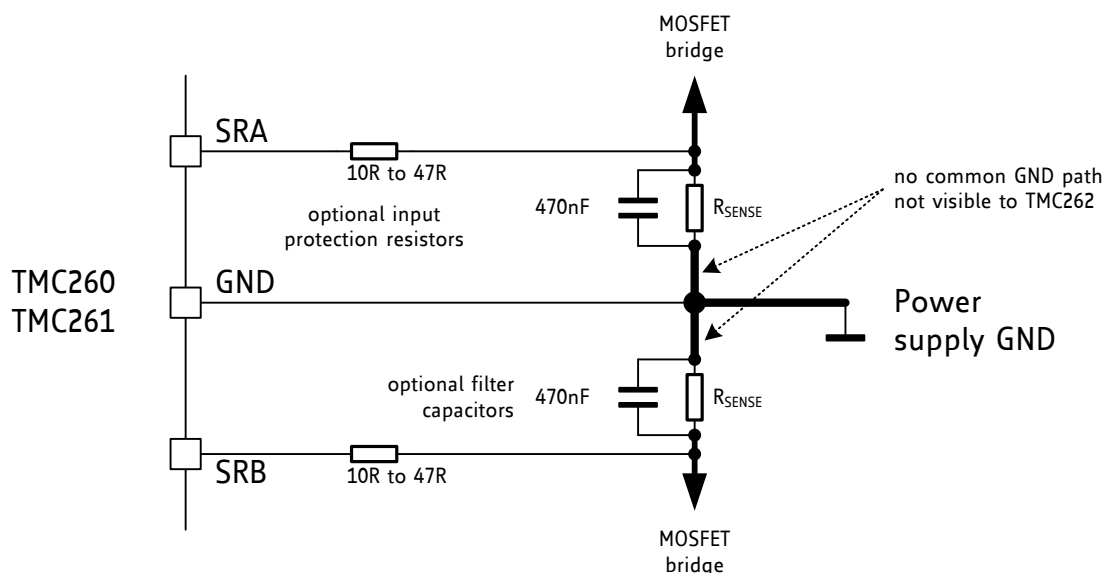 MOSFET
bridge
SRA
10R to 47R
optional input
protection resistors
470nF
RSENSE
no common GND path
not visible to TMC262
TMC260
TMC261
GND
Power
supply GND
optional filter
capacitors
470nF
RSENSE
SRB
10R to 47R
MOSFET
bridge